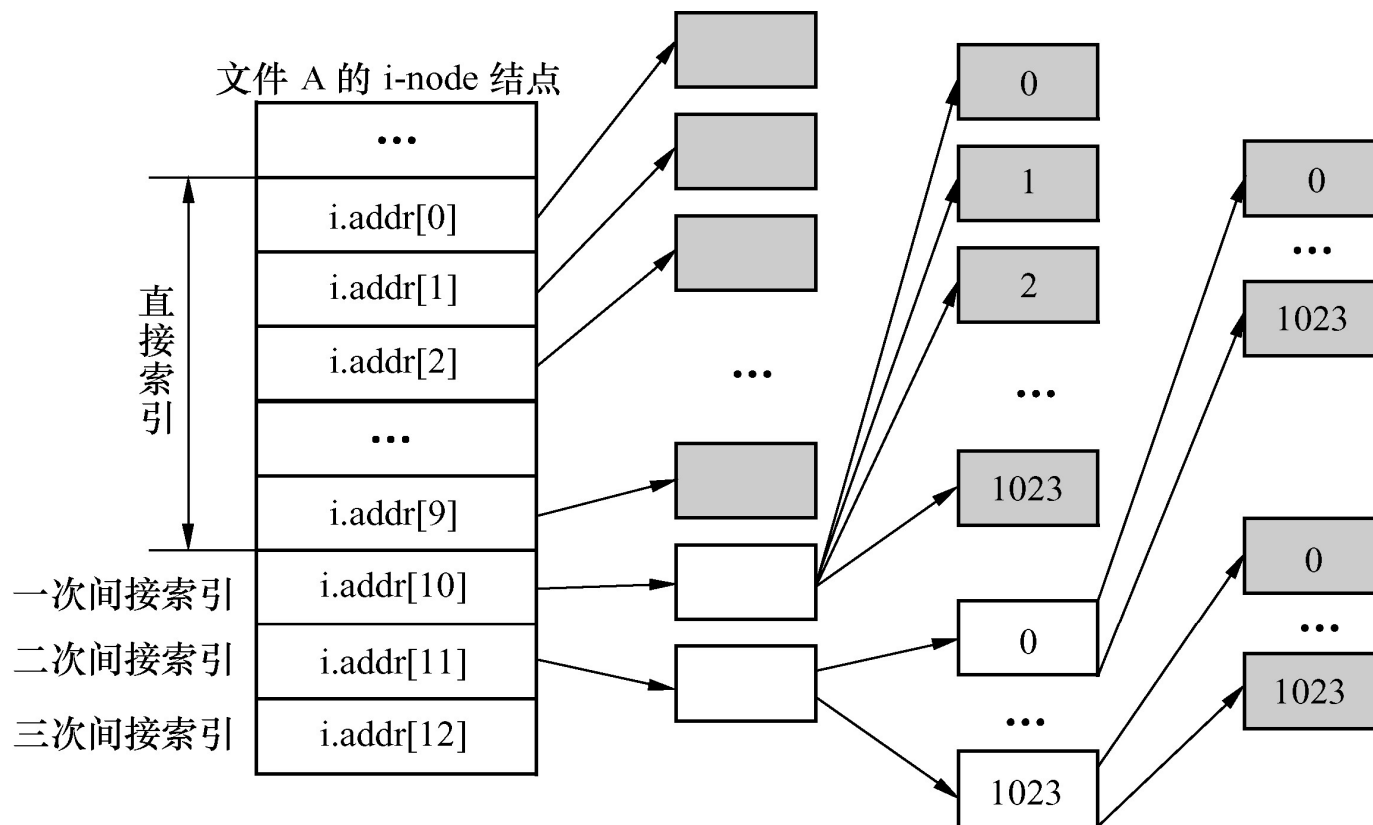 文件 A 的 i-node 结点
...
i.addr[0]
i.addr[1]
i.addr[2]
...
i.addr[9]
i.addr[10]
i.addr[11]
i.addr[12]
直接索引
一次间接索引
二次间接索引
三次间接索引
...
0
1
2
...
1023
0
...
1023
0
...
1023
0
...
1023